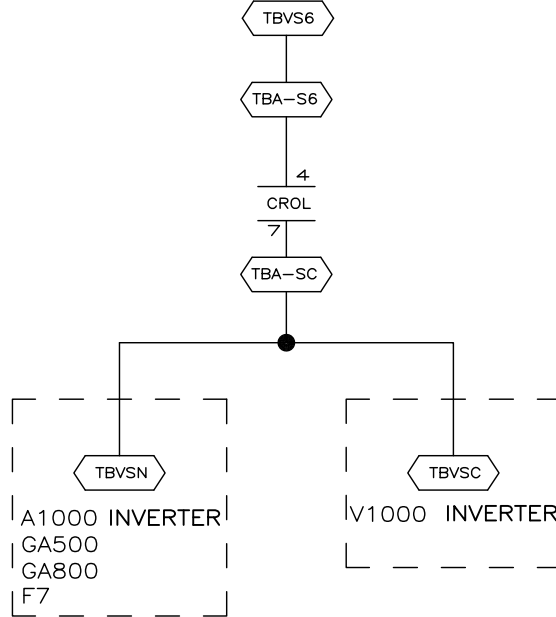 TBVS6
TBA-S6
4
CROL
7
TBA-SC
TBVSN
TBVSC
A1000 INVERTER
GA500
GA800
F7
V1000 INVERTER